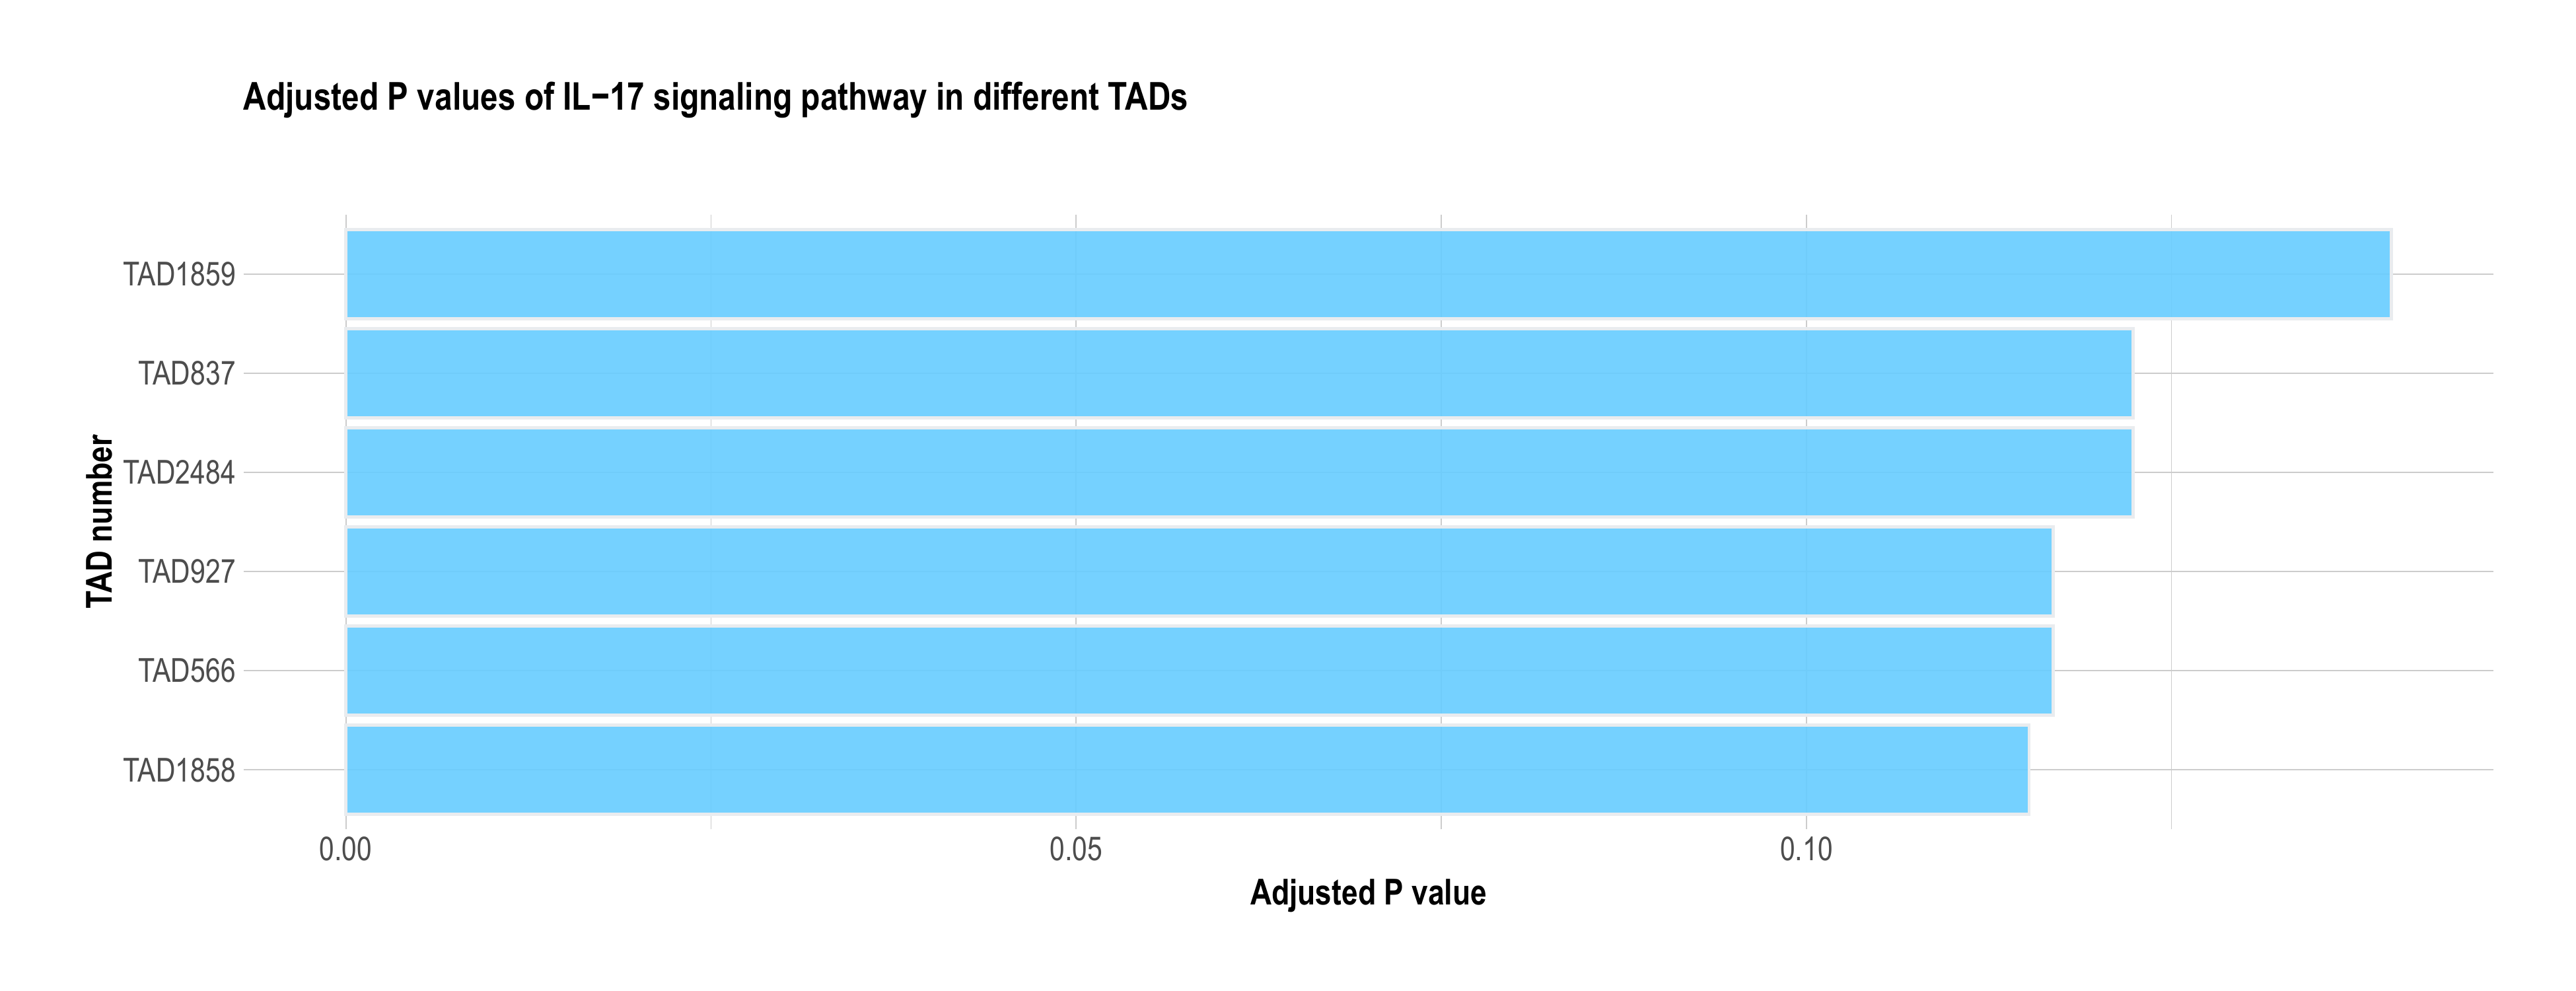 Adjusted P values of IL−17 signaling pathway in different TADs
TAD number
TAD1859
TAD837
TAD2484
TAD927
TAD566
TAD1858
0.00 0.05 0.10
Adjusted P value